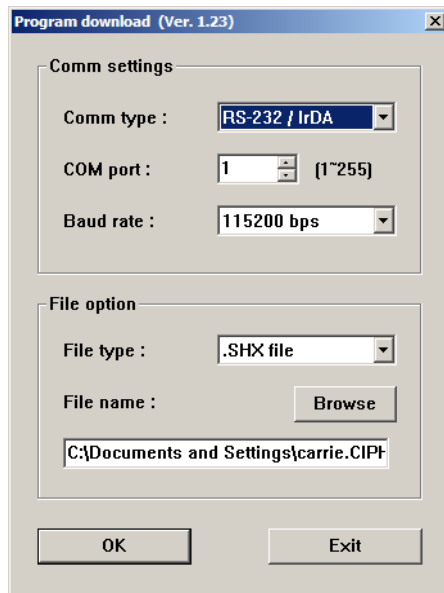 Program download (Ver. 1.23)
Comm settings
Comm type : RS-232 / IrDA
COM port : 1 (1~255)
Baud rate : 115200 bps
File option
File type : .SHX file
File name : Browse
C:\Documents and Settings\carrie.CIPH
OK Exit